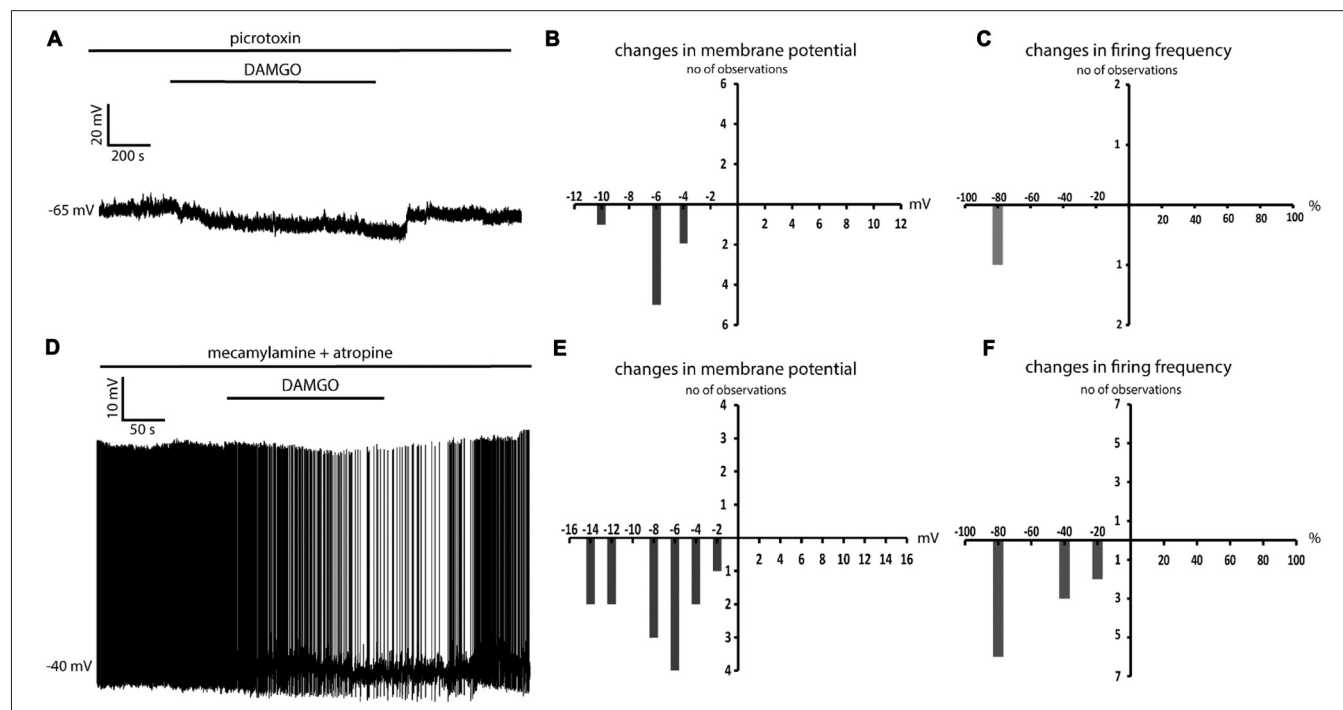 A
picrotoxin
DAMGO
20 mV
200 s
-65 mV
B
changes in membrane potential
no of observations
6
4
2
-12 -10 -8 -6 -4 -2
mV
2 4 6 8 10 12
2
4
6
C
changes in firing frequency
no of observations
2
1
-100 -80 -60 -40 -20
%
20 40 60 80 100
1
2
D
mecamylamine + atropine
DAMGO
10 mV
50 s
-40 mV
E
changes in membrane potential
no of observations
4
3
2
1
-16 -14 -12 -10 -8 -6 -4 -2
mV
2 4 6 8 10 12 14 16
1
2
3
4
F
changes in firing frequency
no of observations
7
5
3
1
-100 -80 -60 -40 -20
%
20 40 60 80 100
1
3
5
7